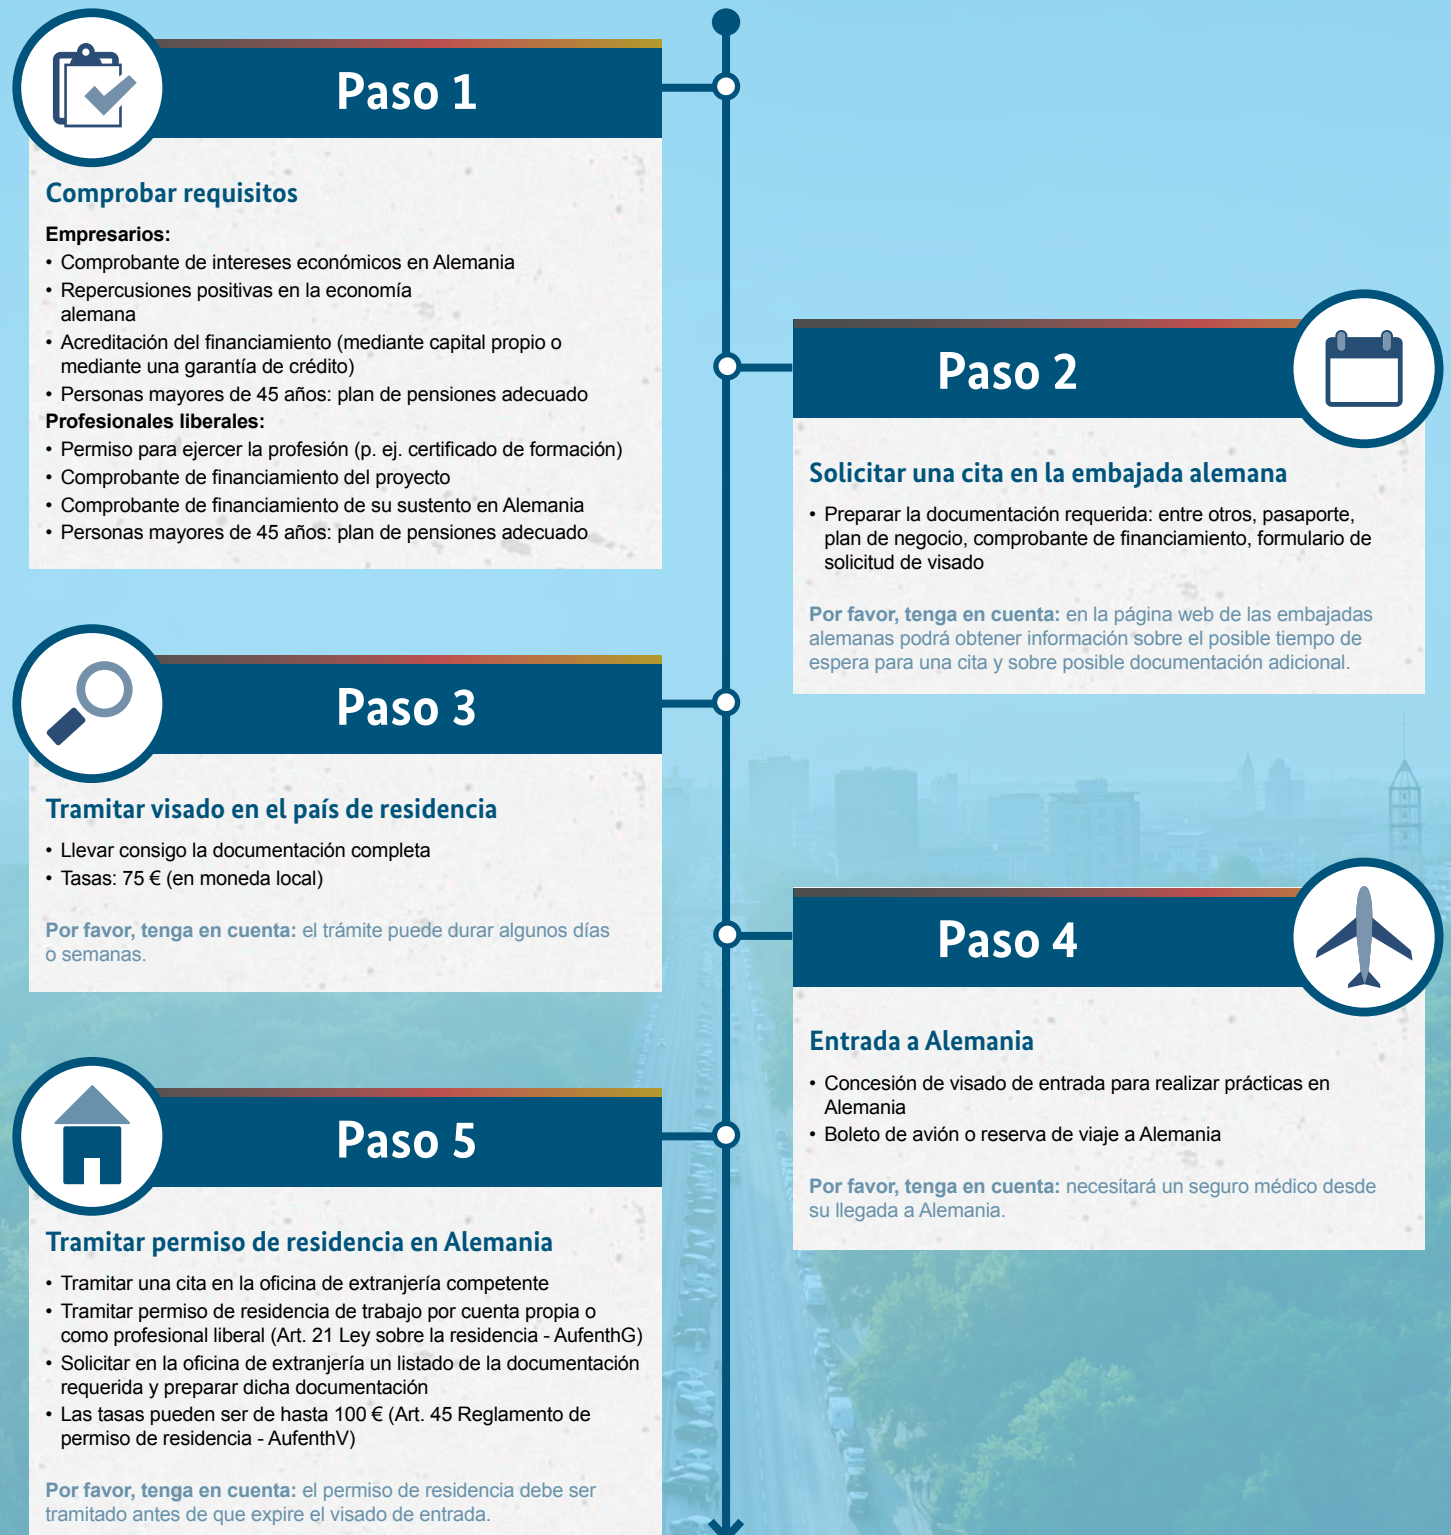 Paso 1
Comprobar requisitos
Empresarios:
• Comprobante de intereses económicos en Alemania
• Repercusiones positivas en la economía
alemana
• Acreditación del financiamiento (mediante capital propio o
mediante una garantía de crédito)
• Personas mayores de 45 años: plan de pensiones adecuado
Profesionales liberales:
• Permiso para ejercer la profesión (p. ej. certificado de formación)
• Comprobante de financiamiento del proyecto
• Comprobante de financiamiento de su sustento en Alemania
• Personas mayores de 45 años: plan de pensiones adecuado
Paso 2
Solicitar una cita en la embajada alemana
• Preparar la documentación requerida: entre otros, pasaporte,
plan de negocio, comprobante de financiamiento, formulario de
solicitud de visado
Por favor, tenga en cuenta: en la página web de las embajadas
alemanas podrá obtener información sobre el posible tiempo de
espera para una cita y sobre posible documentación adicional.
Paso 3
Tramitar visado en el país de residencia
• Llevar consigo la documentación completa
• Tasas: 75 € (en moneda local)
Por favor, tenga en cuenta: el trámite puede durar algunos días
o semanas.
Paso 4
Entrada a Alemania
• Concesión de visado de entrada para realizar prácticas en
Alemania
• Boleto de avión o reserva de viaje a Alemania
Por favor, tenga en cuenta: necesitará un seguro médico desde
su llegada a Alemania.
Paso 5
Tramitar permiso de residencia en Alemania
• Tramitar una cita en la oficina de extranjería competente
• Tramitar permiso de residencia de trabajo por cuenta propia o
como profesional liberal (Art. 21 Ley sobre la residencia - AufenthG)
• Solicitar en la oficina de extranjería un listado de la documentación
requerida y preparar dicha documentación
• Las tasas pueden ser de hasta 100 € (Art. 45 Reglamento de
permiso de residencia - AufenthV)
Por favor, tenga en cuenta: el permiso de residencia debe ser
tramitado antes de que expire el visado de entrada.